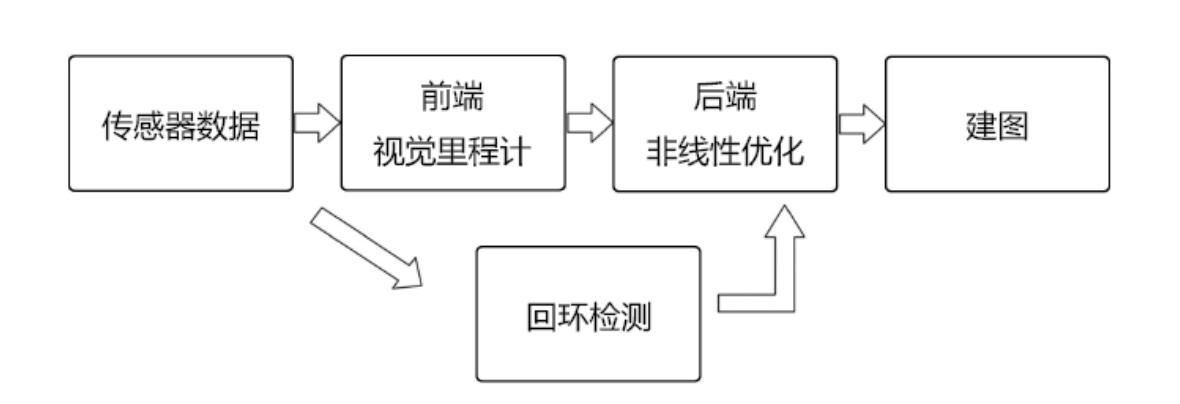 传感器数据
前端
视觉里程计
后端
非线性优化
建图
回环检测